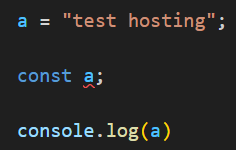 a = "test hosting";
const a;
console.log(a)